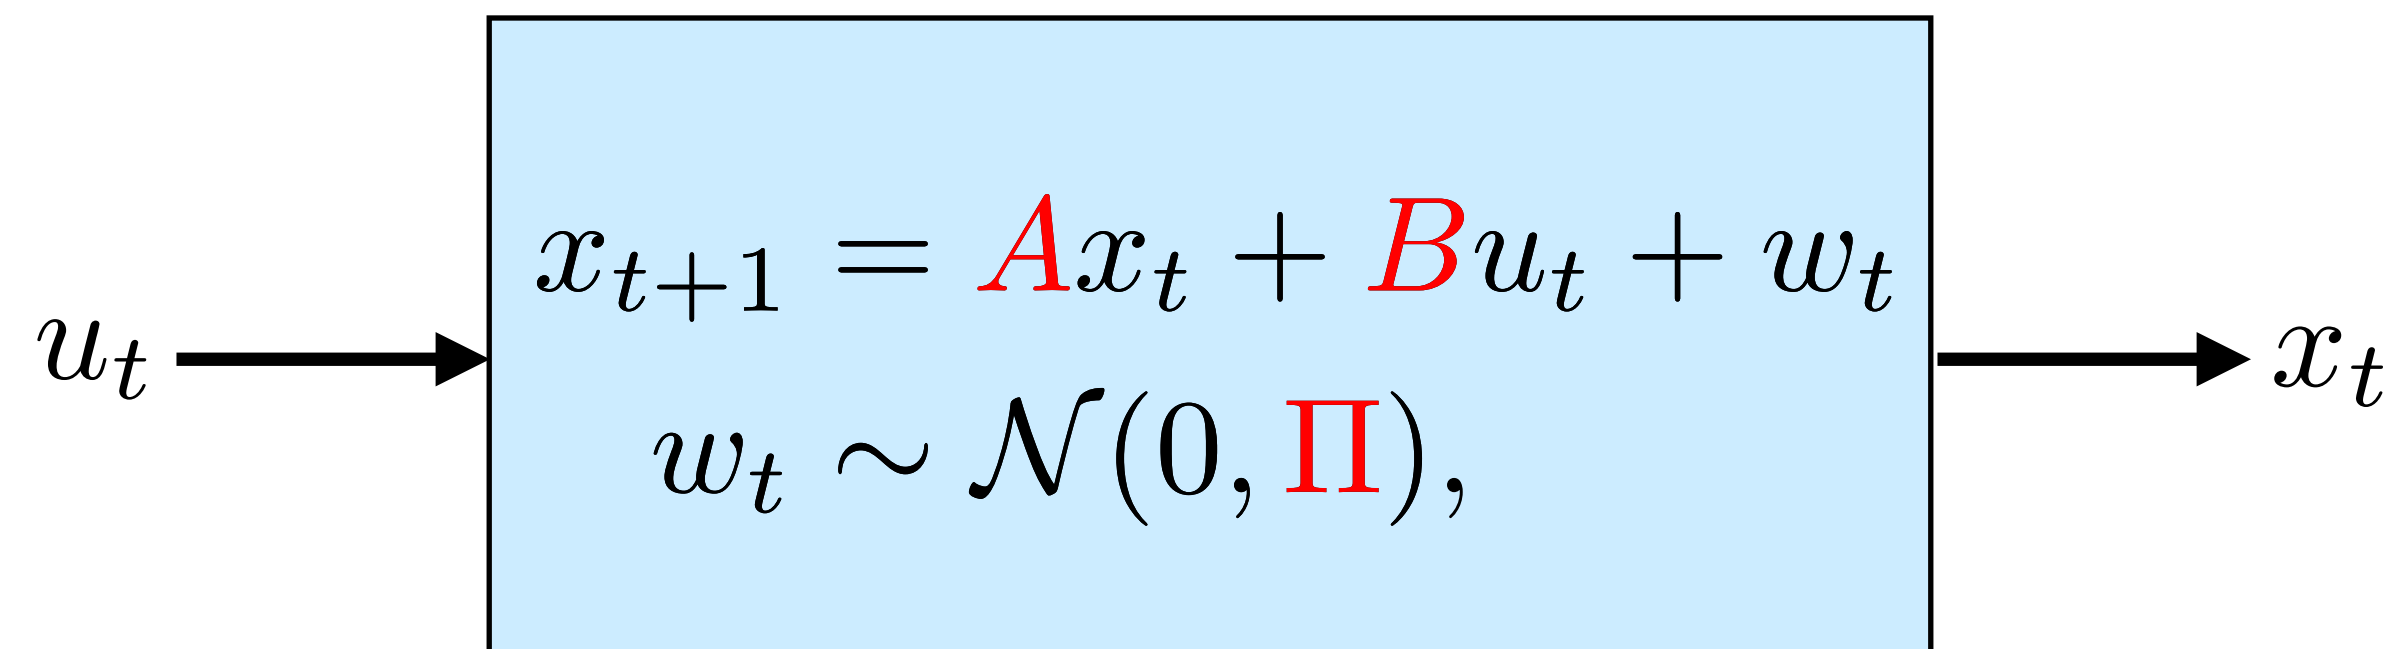 u_t
x_{t+1} = Ax_t + Bu_t + w_t
w_t ∼ 𝒩(0, Π),
x_t